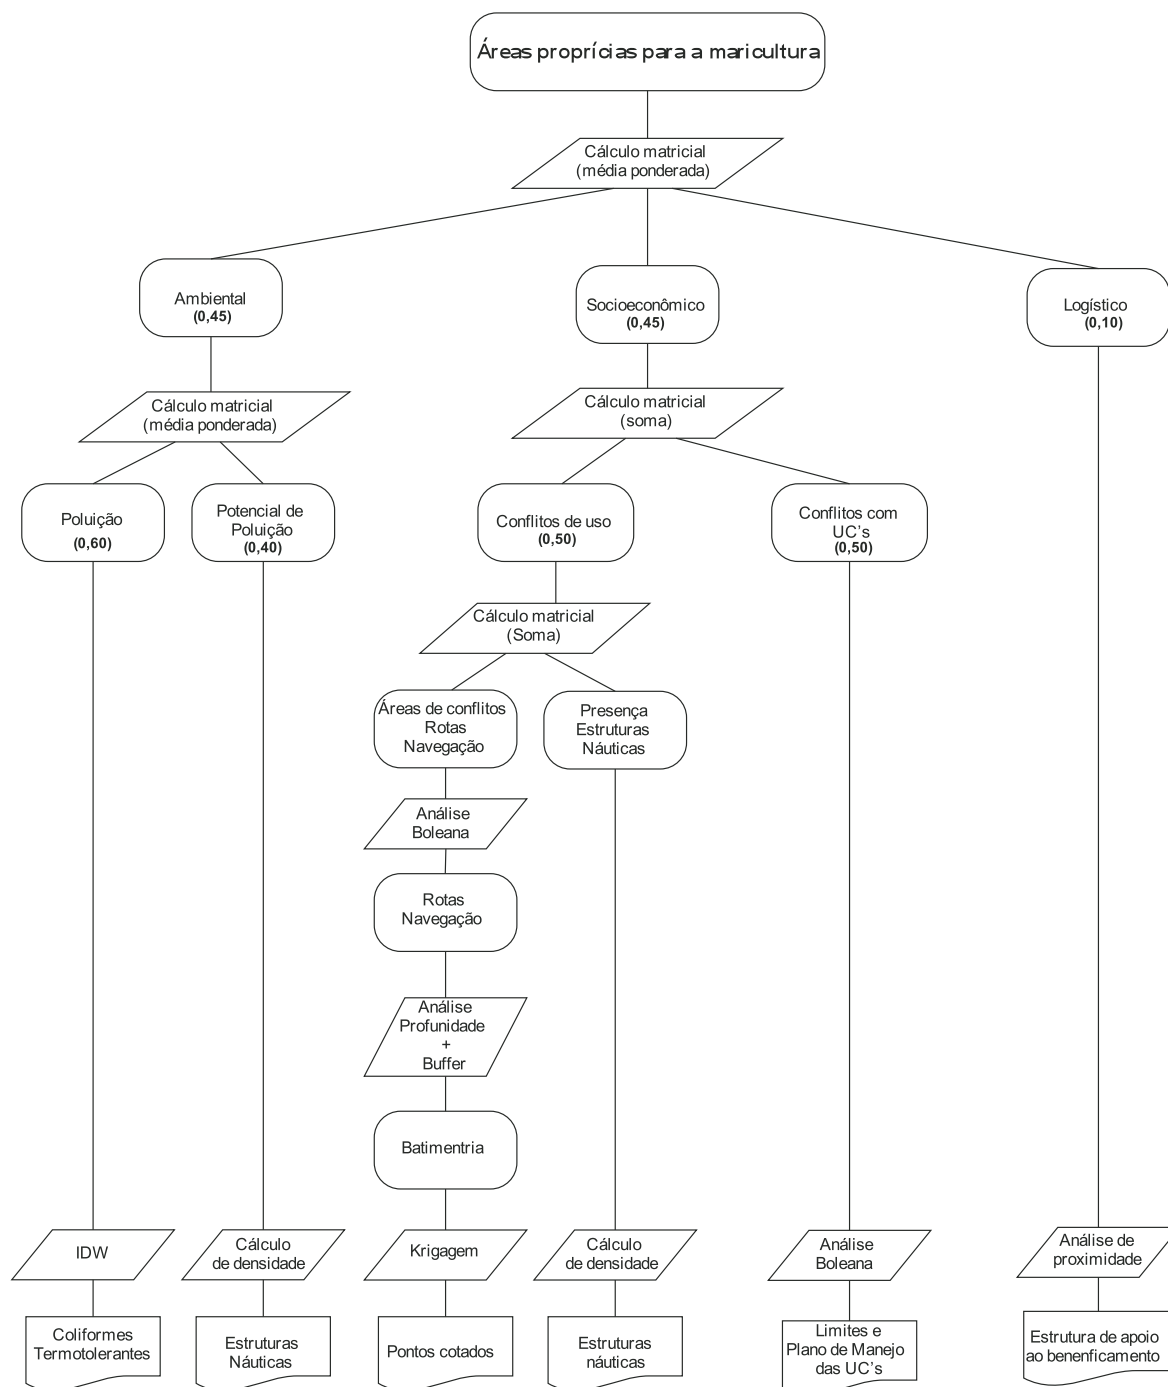 Áreas proprícias para a maricultura
Cálculo matricial
(média ponderada)
Ambiental
(0,45)
Socioeconômico
(0,45)
Logístico
(0,10)
Cálculo matricial
(média ponderada)
Cálculo matricial
(soma)
Poluição
(0,60)
Potencial de
Poluição
(0,40)
Conflitos de uso
(0,50)
Conflitos com
UC's
(0,50)
Cálculo matricial
(Soma)
Áreas de conflitos
Rotas
Navegação
Presença
Estruturas
Náuticas
Análise
Boleana
Rotas
Navegação
Análise
Profunidade
+
Buffer
Batimentria
IDW
Cálculo
de densidade
Krigagem
Cálculo
de densidade
Análise
Boleana
Análise de
proximidade
Coliformes
Termotolerantes
Estruturas
Náuticas
Pontos cotados
Estruturas
náuticas
Limites e
Plano de Manejo
das UC's
Estrutura de apoio
ao benenficamento